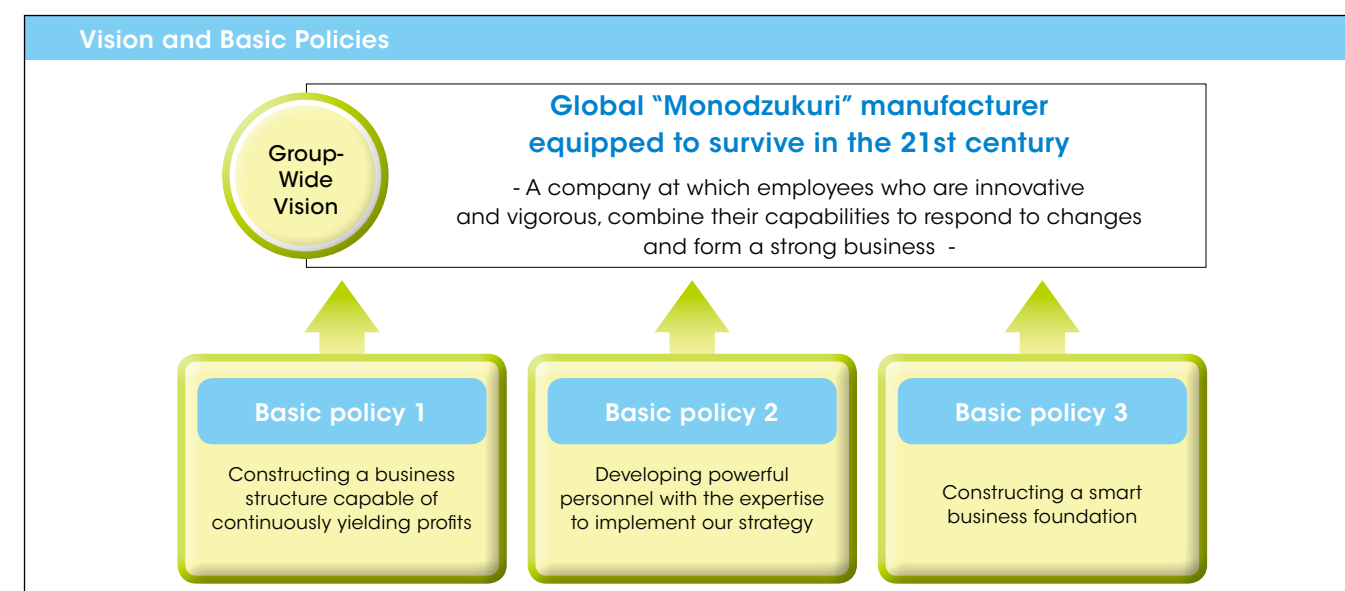 Vision and Basic Policies
Group-
Wide
Vision
Global “Monodzukuri” manufacturer
equipped to survive in the 21st century
- A company at which employees who are innovative
and vigorous, combine their capabilities to respond to changes
and form a strong business  -
Basic policy 1
Constructing a business
structure capable of
continuously yielding profits
Basic policy 2
Developing powerful
personnel with the expertise
to implement our strategy
Basic policy 3
Constructing a smart
business foundation